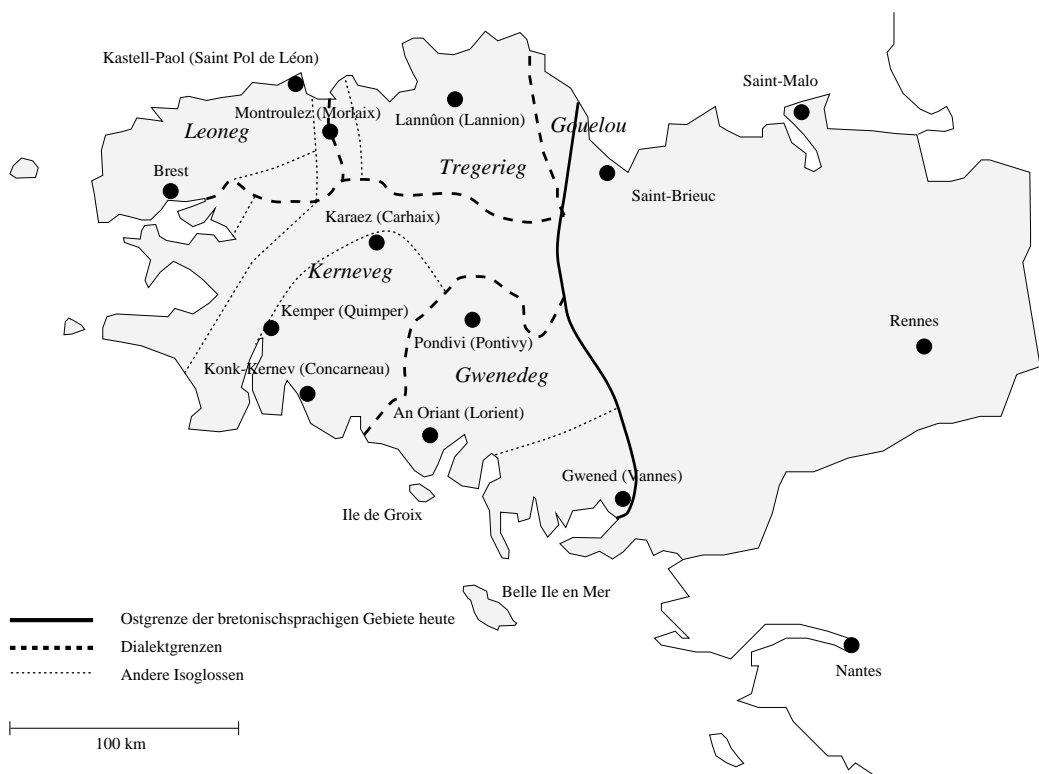 Kastell-Paol (Saint Pol de Léon)
Saint-Malo
Montroulez (Morlaix)
Lannûon (Lannion)
Leoneg
Gouelou
Tregerieg
Brest
Saint-Brieuc
Karaez (Carhaix)
Kerneveg
Kemper (Quimper)
Rennes
Pondivi (Pontivy)
Konk-Kernev (Concarneau)
Gwenedeg
An Oriant (Lorient)
Gwened (Vannes)
Ile de Groix
Belle Ile en Mer
Ostgrenze der bretonischsprachigen Gebiete heute
Dialektgrenzen
Andere Isoglossen
Nantes
100 km